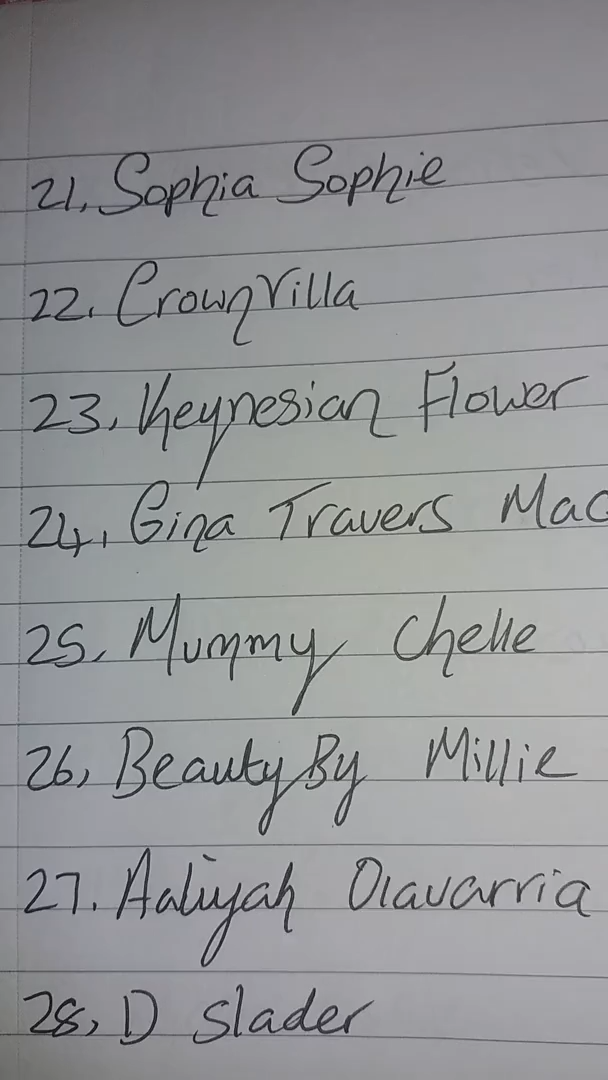 21. Sophia Sophie
22. Crown Villa
23. Keynesian Flower
24. Gina Travers Mac
25. Mummy Chelle
26, Beauty By Millie
27. Aaliyah Olavarria
28, D Slader